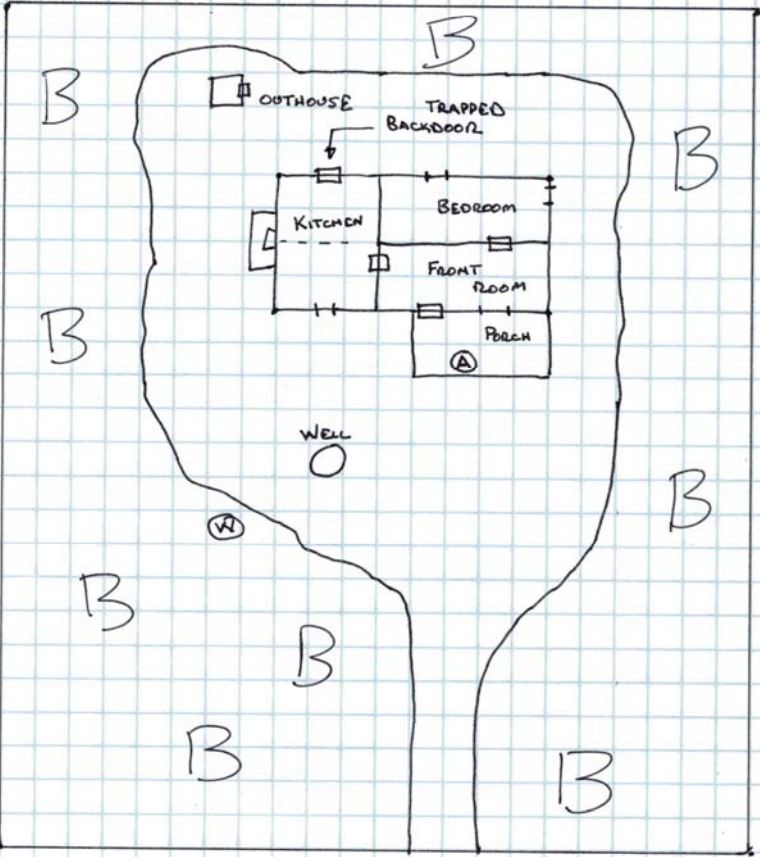 B
B
OUTHOUSE
TRAPPED
BACKDOOR
B
BEDROOM
KITCHEN
FRONT
ROOM
B
PORCH
A
WELL
B
W
B
B
B
B